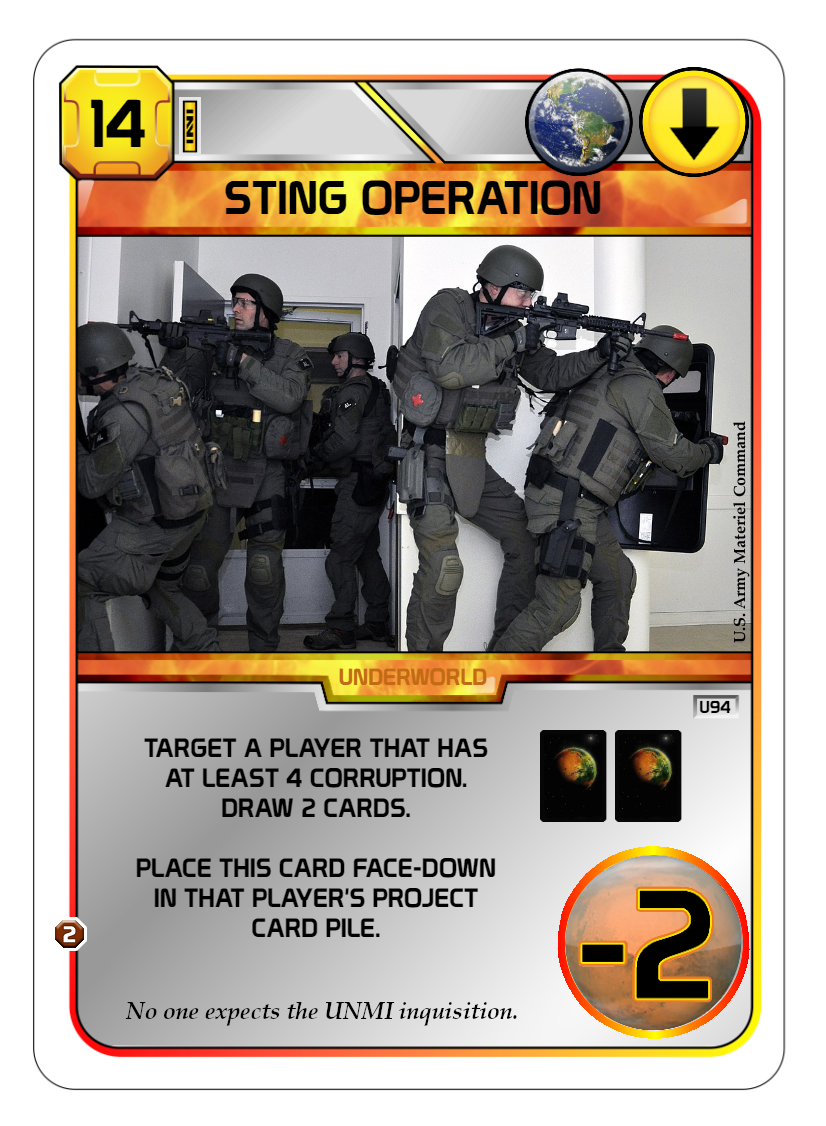 14
STING OPERATION
U.S. Army Materiel Command
UNDERWORLD
U94
TARGET A PLAYER THAT HAS
AT LEAST 4 CORRUPTION.
DRAW 2 CARDS.
PLACE THIS CARD FACE-DOWN
IN THAT PLAYER'S PROJECT
CARD PILE.
2
-2
No one expects the UNMI inquisition.